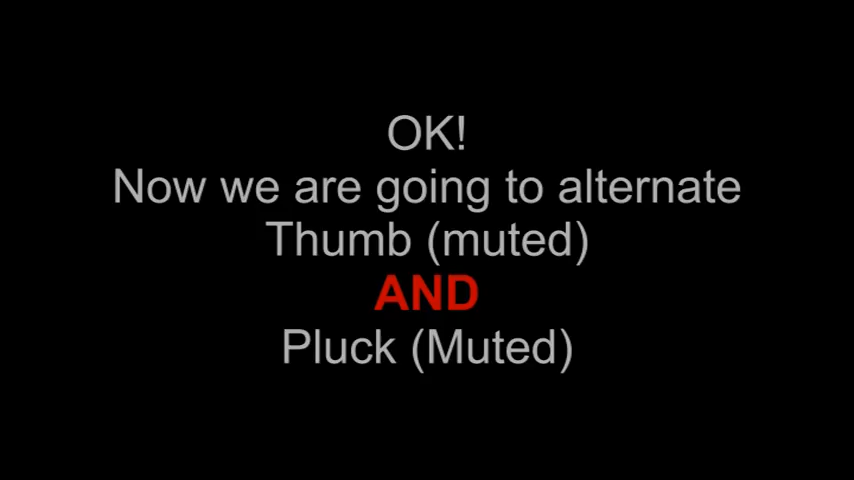 OK!
Now we are going to alternate
Thumb (muted)
AND
Pluck (Muted)